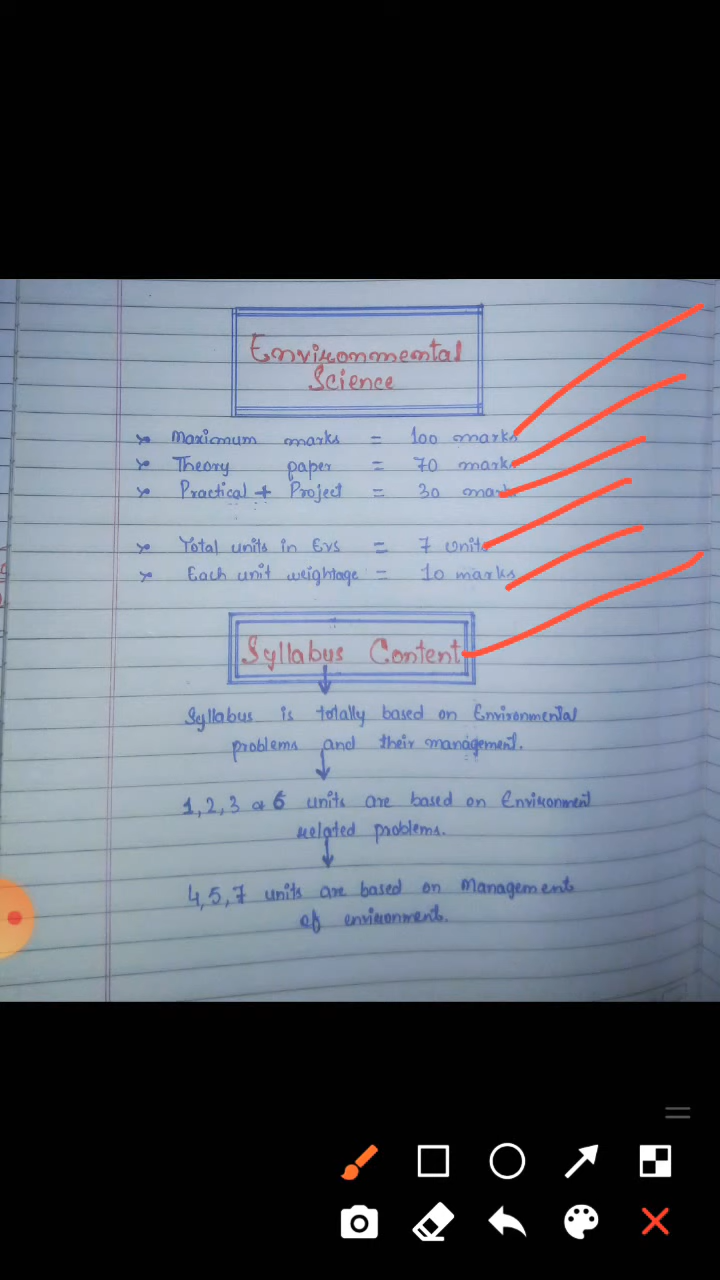 Environmental
Science
Maximum marks = 100 marks
Theory paper = 70 marks
Practical + Project = 30 mark
Total units in Evs = 7 units
Each unit weightage = 10 marks
Syllabus Content
Syllabus is totally based on Environmental
problems and their management.
1,2,3 & 6 units are based on Environment
related problems.
4,5,7 units are based on Management
of environment.